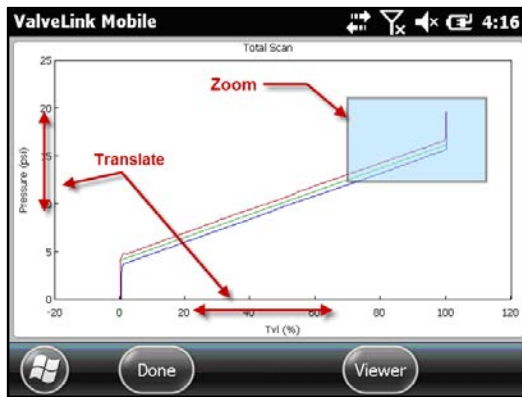 ValveLink Mobile 4:16
Total Scan
Zoom
Translate
Pressure (psi)
25
20
15
10
5
0
-20 0 20 40 60 80 100 120
Tvl (%)
Done Viewer